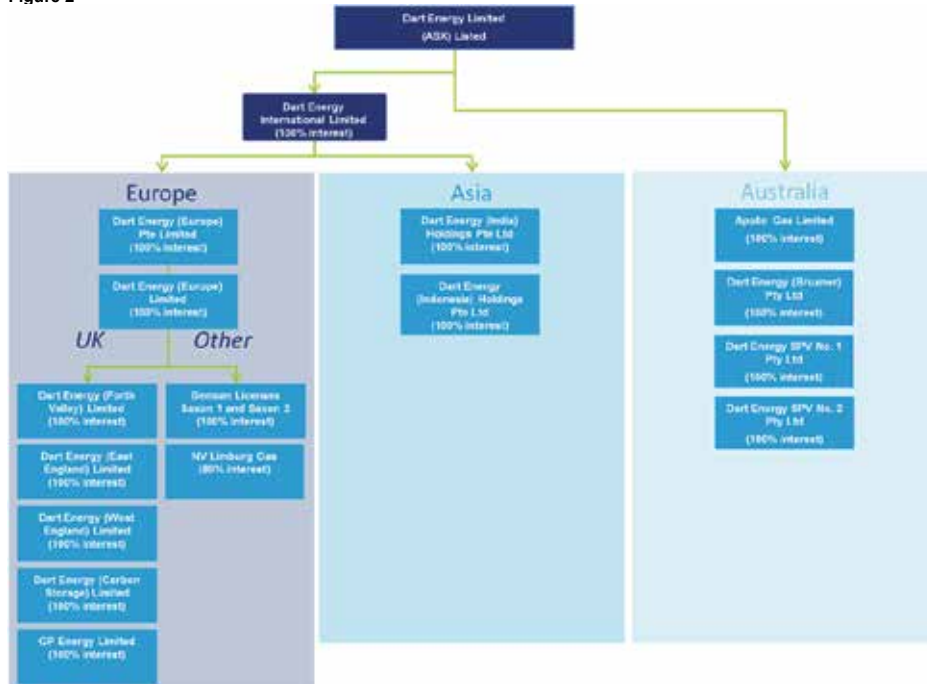 Figure 2
Dart Energy Limited
(ASX) Listed
Dart Energy
International Limited
(100% interest)
Europe
Dart Energy (Europe)
Pte Limited
(100% interest)
Dart Energy (Europe)
Limited
(100% interest)
UK
Other
Dart Energy (Forth
Valley) Limited
(100% interest)
Dart Energy (East
England) Limited
(100% interest)
Dart Energy (West
England) Limited
(100% interest)
Dart Energy (Carbon
Storage) Limited
(100% interest)
GP Energy Limited
(100% interest)
German Licenses
Saxon 1 and Saxon 2
(100% interest)
NV Limburg Gas
interest)
Asia
Dart Energy (India)
Holdings Pte Ltd
(100% interest)
Dart Energy
(Indonesia) Holdings
Pte Ltd
(100% interest)
Australia
Apollo Gas Limited
(100% interest)
Dart Energy (Bruxner)
Pty Ltd
(100% interest)
Dart Energy SPV No. 1
Pty Ltd
(100% interest)
Dart Energy SPV No. 2
Pty Ltd
(100% interest)